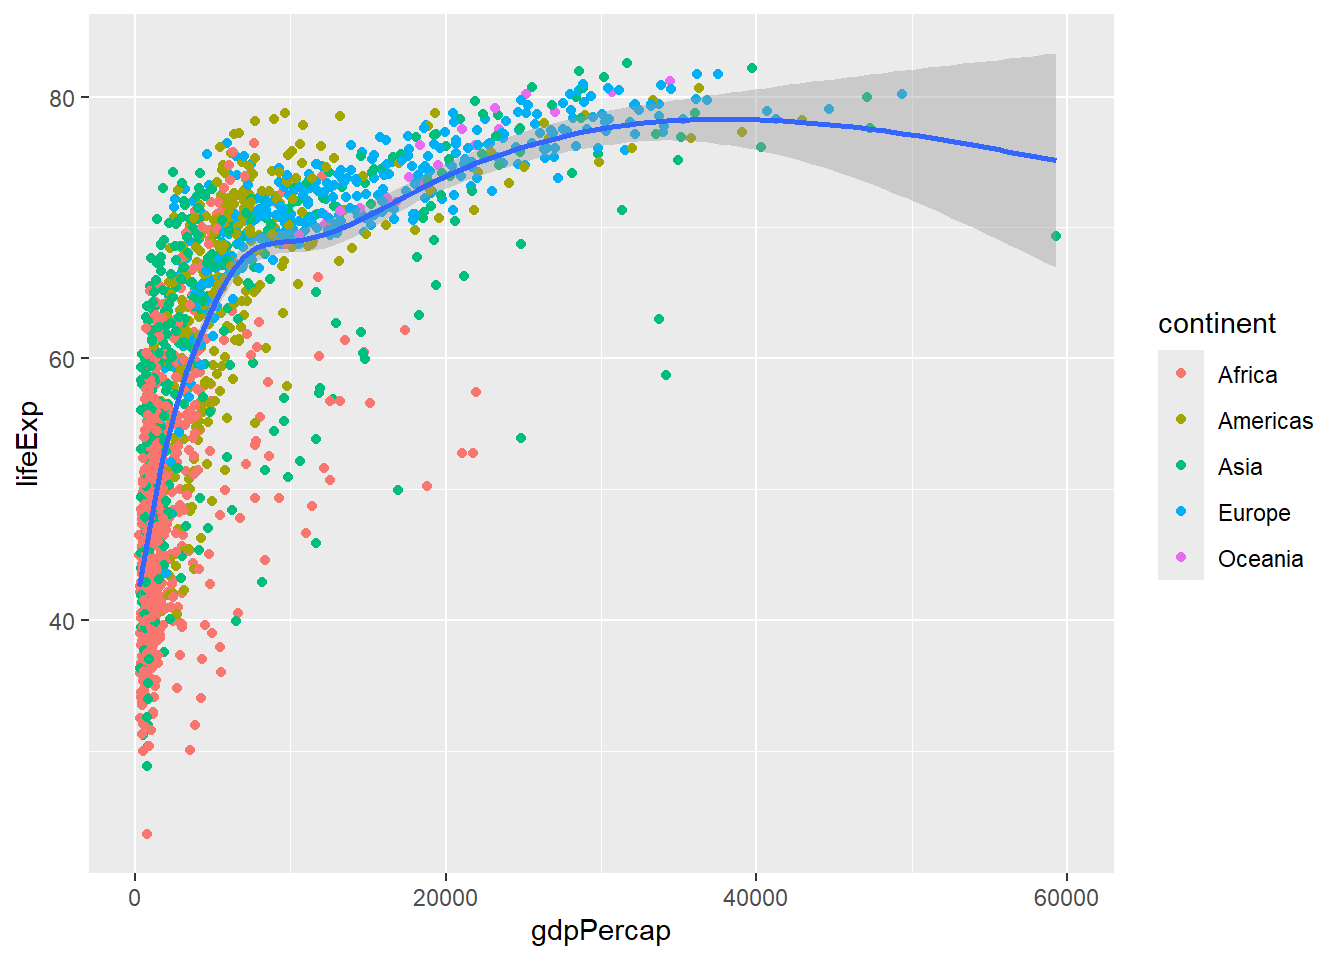 80
60
40
lifeExp
0
20000
40000
60000
gdpPercap
continent
Africa
Americas
Asia
Europe
Oceania